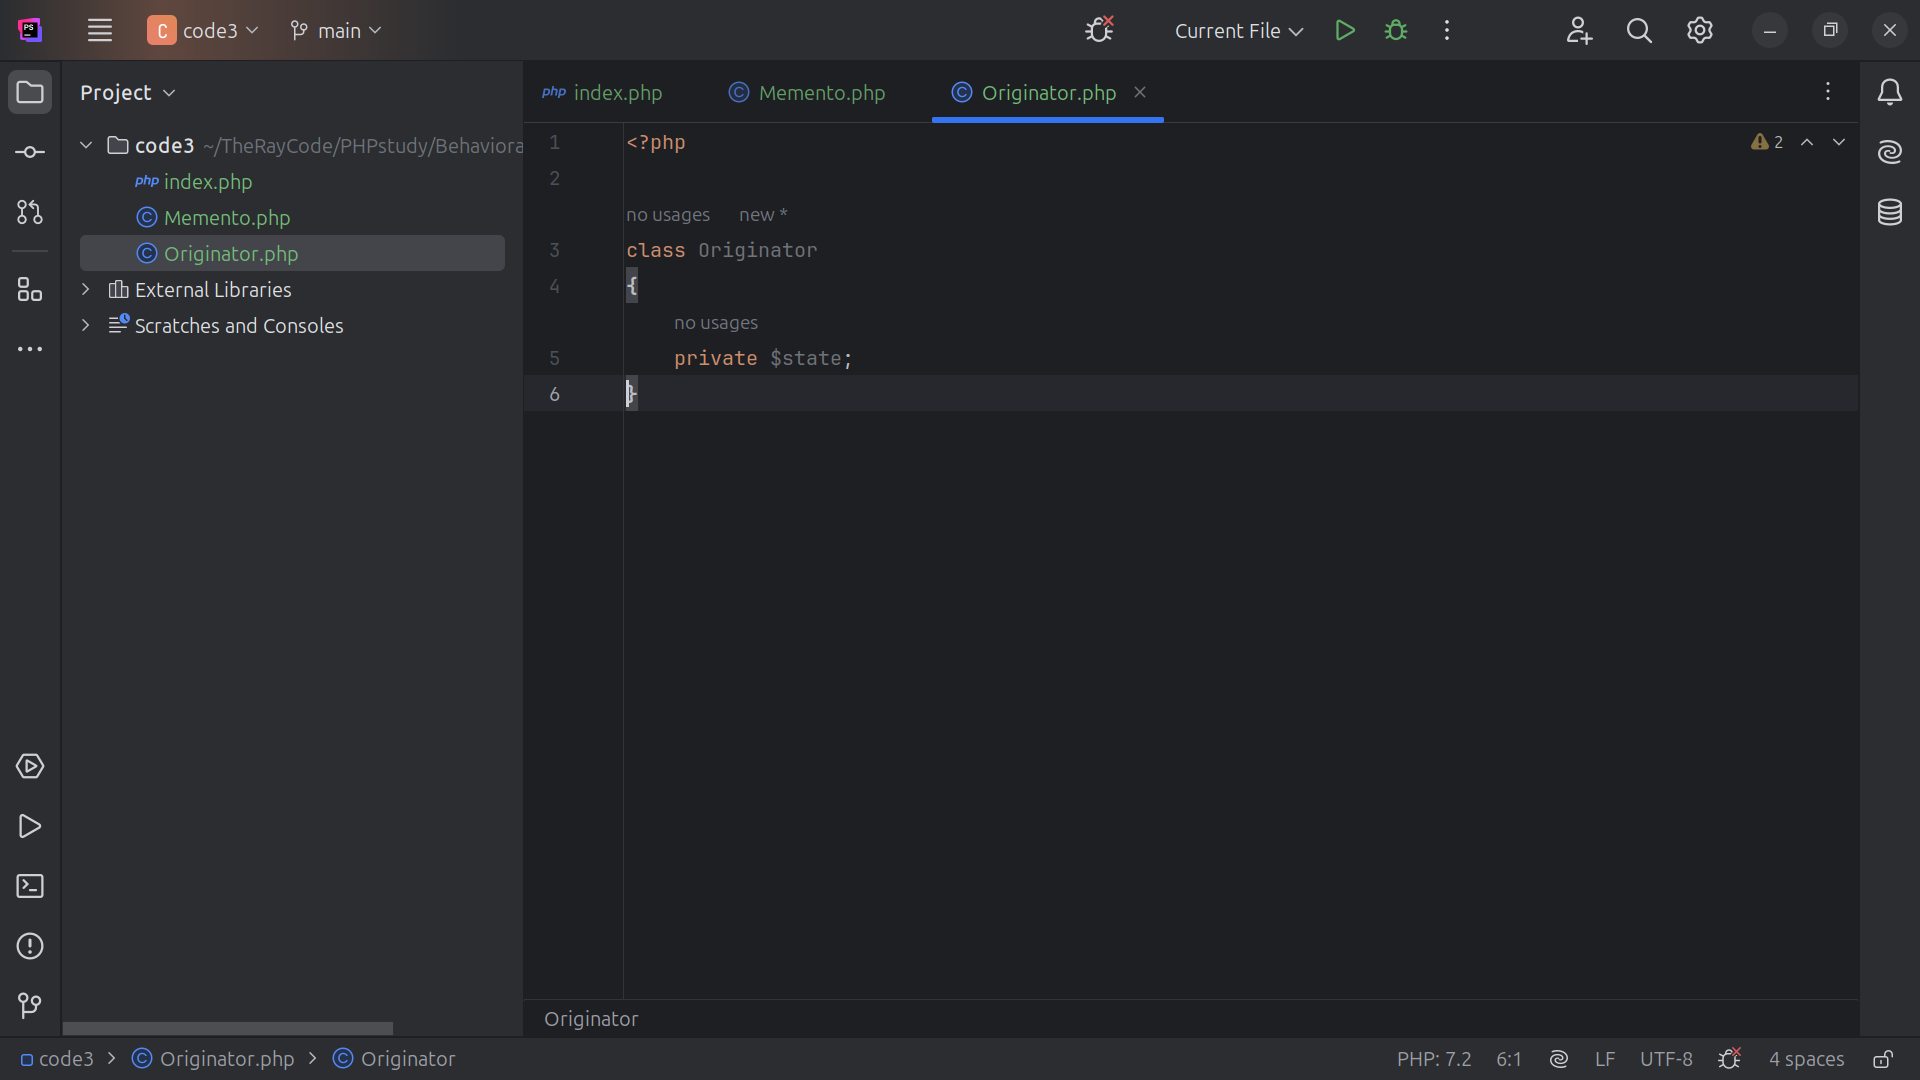 PS
C code3 main Current File
Project
code3 ~/TheRayCode/PHPstudy/Behaviora
php index.php
C Memento.php
C Originator.php
External Libraries
Scratches and Consoles
php index.php C Memento.php C Originator.php
2
1 <?php
2
no usages new *
3 class Originator
4 {
no usages
5 private $state;
6 }
Originator
code3 > C Originator.php > C Originator
PHP: 7.2 6:1 LF UTF-8 4 spaces